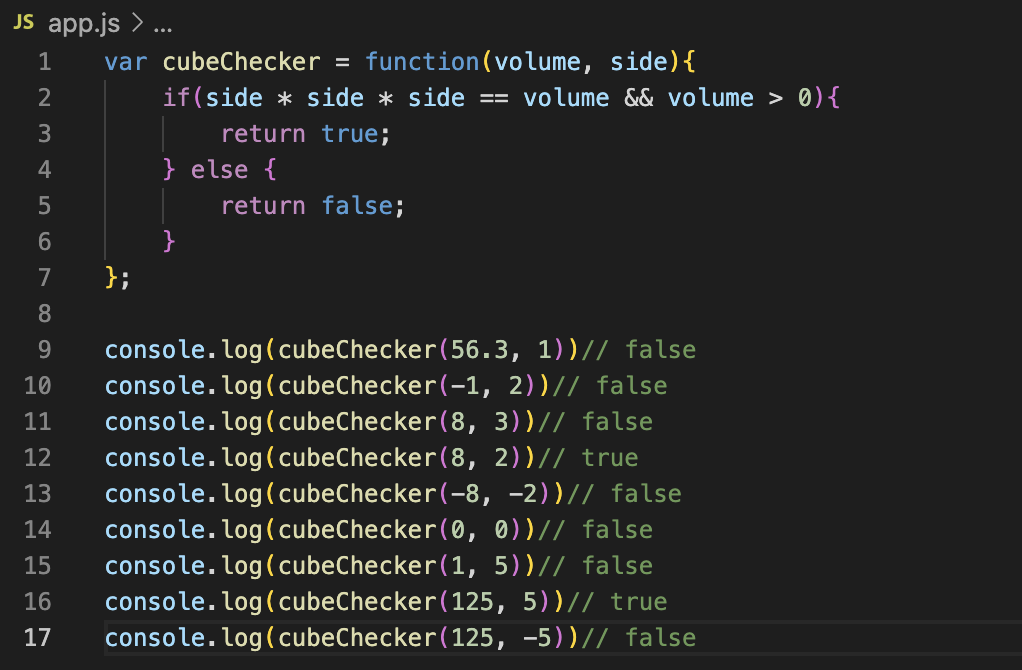 JS app.js > ...
1 var cubeChecker = function(volume, side){
2     if(side * side * side == volume && volume > 0){
3         return true;
4     } else {
5         return false;
6     }
7 };
8
9 console.log(cubeChecker(56.3, 1))// false
10 console.log(cubeChecker(-1, 2))// false
11 console.log(cubeChecker(8, 3))// false
12 console.log(cubeChecker(8, 2))// true
13 console.log(cubeChecker(-8, -2))// false
14 console.log(cubeChecker(0, 0))// false
15 console.log(cubeChecker(1, 5))// false
16 console.log(cubeChecker(125, 5))// true
17 console.log(cubeChecker(125, -5))// false